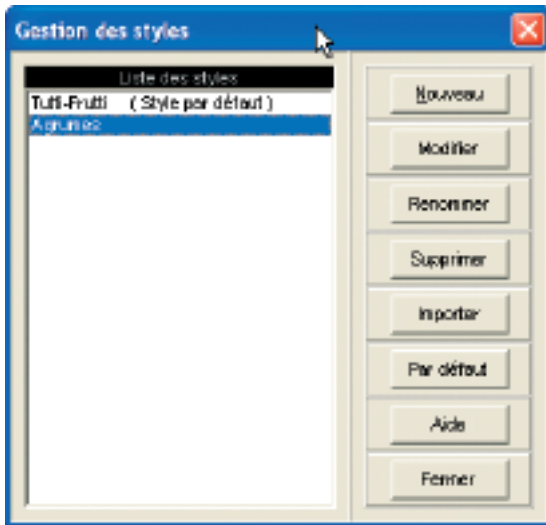 Gestion des styles
Liste des styles
Tutti-Frutti ( Style par défaut )
Agrumes
Nouveau
Modifier
Renommer
Supprimer
Importer
Par défaut
Aide
Fermer